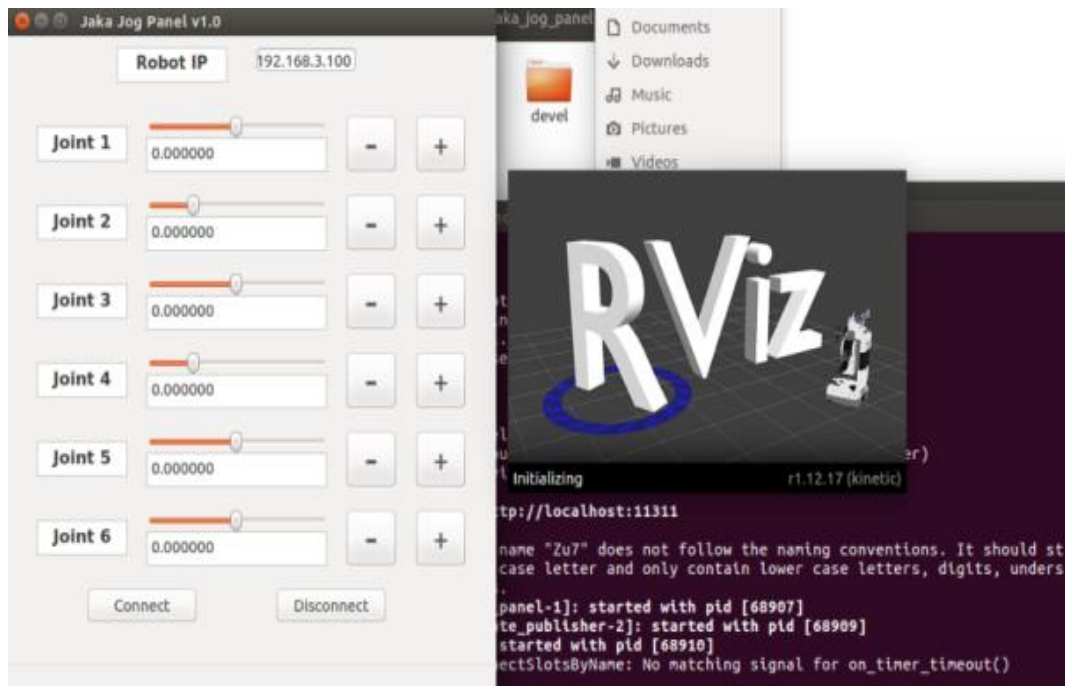 Jaka Jog Panel v1.0
Robot IP
192.168.3.100
Joint 1
0.000000
-
+
Joint 2
0.000000
-
+
Joint 3
0.000000
-
+
Joint 4
0.000000
-
+
Joint 5
0.000000
-
+
Joint 6
0.000000
-
+
Connect
Disconnect
aka_jog_panel
devel
Documents
Downloads
Music
Pictures
Videos
RViz
Initializing
r1.12.17 (kinetic)
er)
tp://localhost:11311
name "Zu7" does not follow the naming conventions. It should st
case letter and only contain lower case letters, digits, unders
panel-1]: started with pid [68907]
te_publisher-2]: started with pid [68909]
started with pid [68910]
ectSlotsByName: No matching signal for on_timer_timeout()